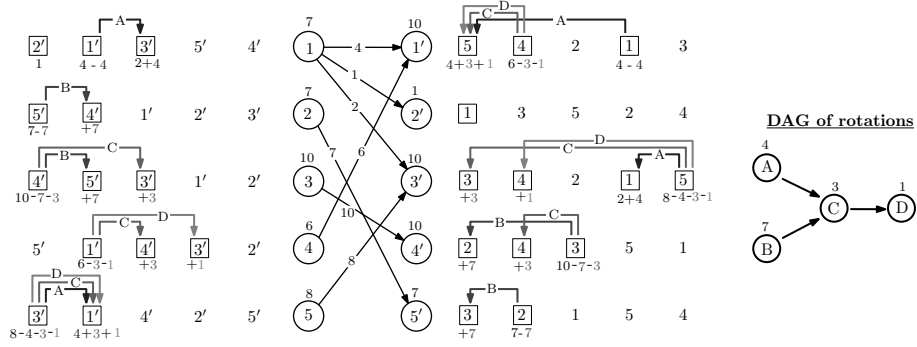 A
7
10
D
C
A
2′ 1′ 3′ 5′ 4′ 1 4 1′ 5 4 2 1 3
1 4 - 4 2+4 4+3+1 6-3-1 4 - 4
B
7
1
1
5′ 4′ 1′ 2′ 3′ 2 2 2′ 1 3 5 2 4
7-7 +7
DAG of rotations
C
B
10
7
6
10
D
C
A
4
A
4′ 5′ 3′ 1′ 2′ 3 3′ 3 4 2 1 5
10-7-3 +7 +3 10 +3 +1 2+4 8-4-3-1
3
C
1
D
D
C
6
10
C
B
7
B
5′ 1′ 4′ 3′ 2′ 4 4′ 2 4 3 5 1
6-3-1 +3 +1 8 +7 +3 10-7-3
D
C
A
8
7
B
3′ 1′ 4′ 2′ 5′ 5 5′ 3 2 1 5 4
8-4-3-1 4+3+1 +7 7-7